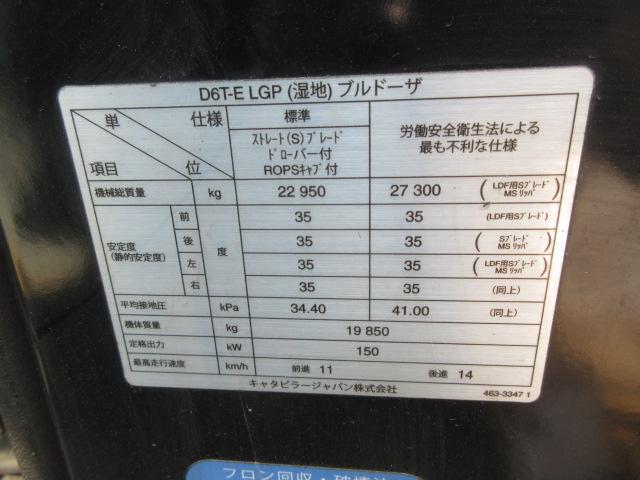 D6T-E LGP (湿地) ブルドーザ
単 仕様 標準 労働安全衛生法による
最も不利な仕様
ストレート(S)ブレード
ドローバー付
ROPSキャブ付
項目 位
機械総質量 kg 22 950 27 300 (LDF用Sブレード MSリッパ)
安定度
(静的安定度) 度
前 35 35 (LDF用Sブレード)
後 35 35 (Sブレード MSリッパ)
左 35 35 (LDF用Sブレード MSリッパ)
右 35 35 (同上)
平均接地圧 kPa 34.40 41.00 (同上)
機体質量 kg 19 850
定格出力 kW 150
最高走行速度 km/h 前進 11 後進 14
キャタピラージャパン株式会社
463-3347 1
フロン回収・破壊法